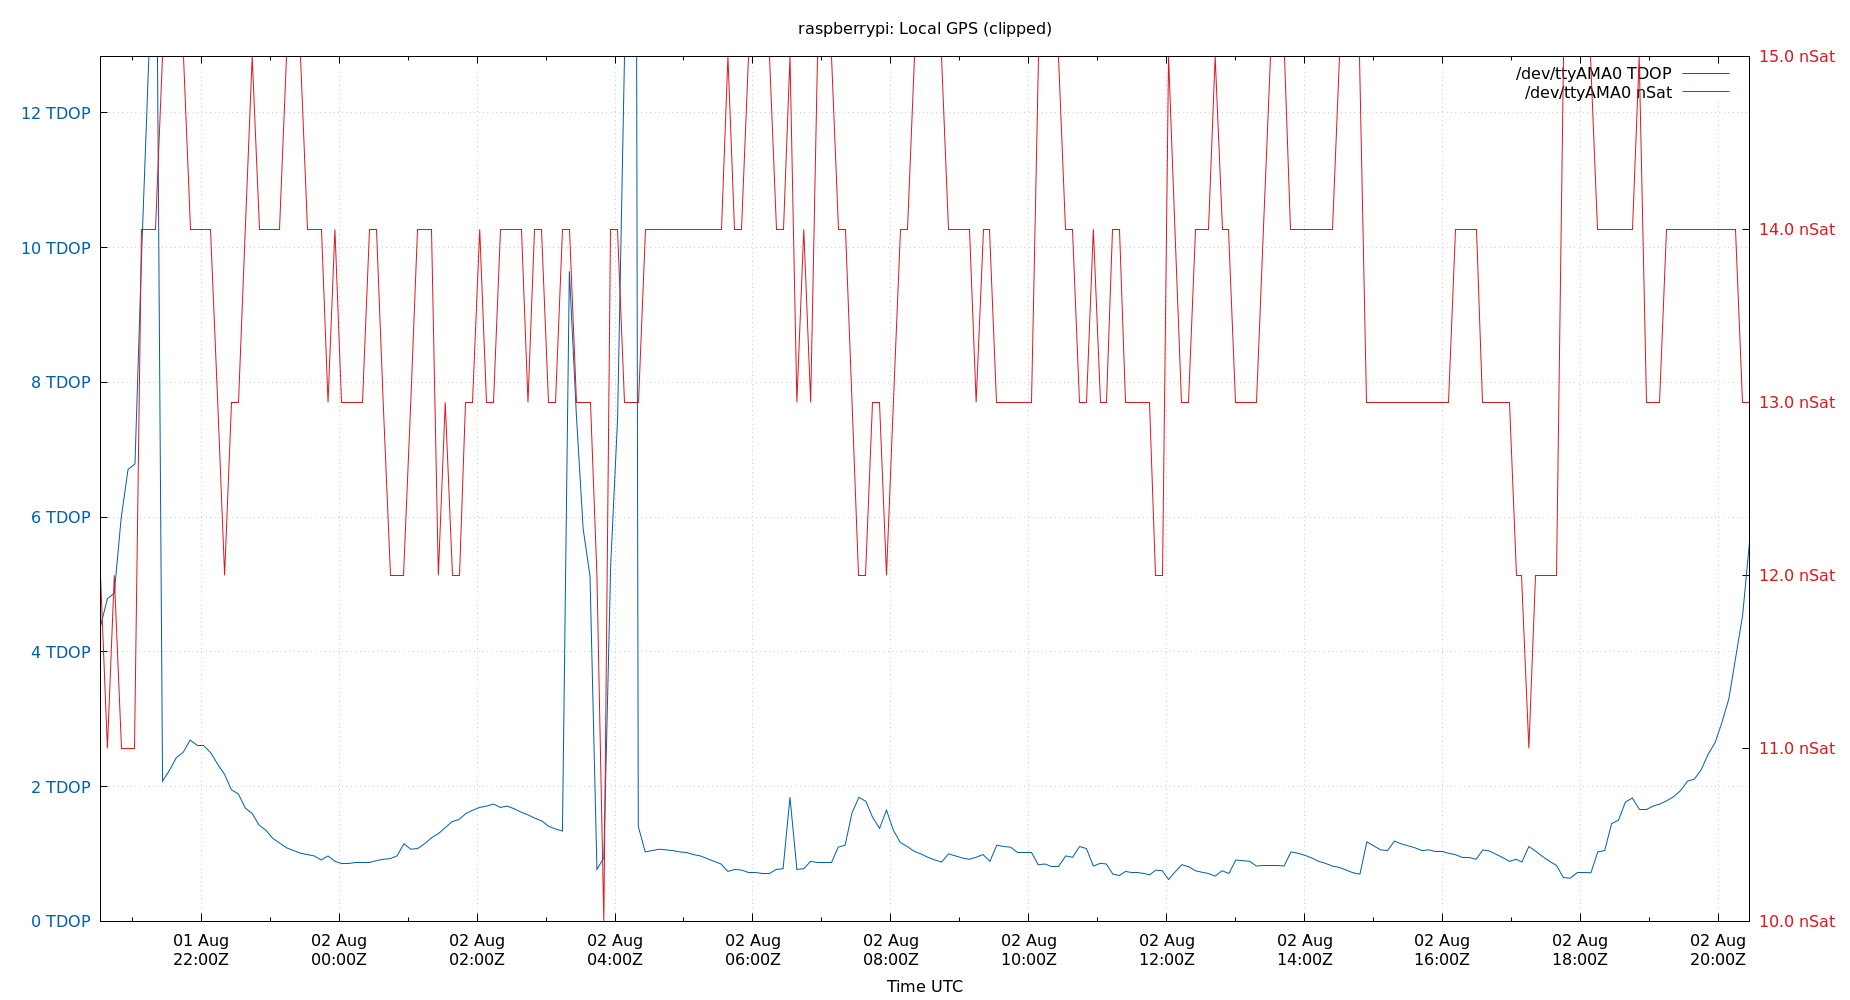 raspberrypi: Local GPS (clipped)
/dev/ttyAMA0 TDOP
/dev/ttyAMA0 nSat
12 TDOP
10 TDOP
8 TDOP
6 TDOP
4 TDOP
2 TDOP
0 TDOP
15.0 nSat
14.0 nSat
13.0 nSat
12.0 nSat
11.0 nSat
10.0 nSat
01 Aug
22:00Z
02 Aug
00:00Z
02 Aug
02:00Z
02 Aug
04:00Z
02 Aug
06:00Z
02 Aug
08:00Z
02 Aug
10:00Z
02 Aug
12:00Z
02 Aug
14:00Z
02 Aug
16:00Z
02 Aug
18:00Z
02 Aug
20:00Z
Time UTC